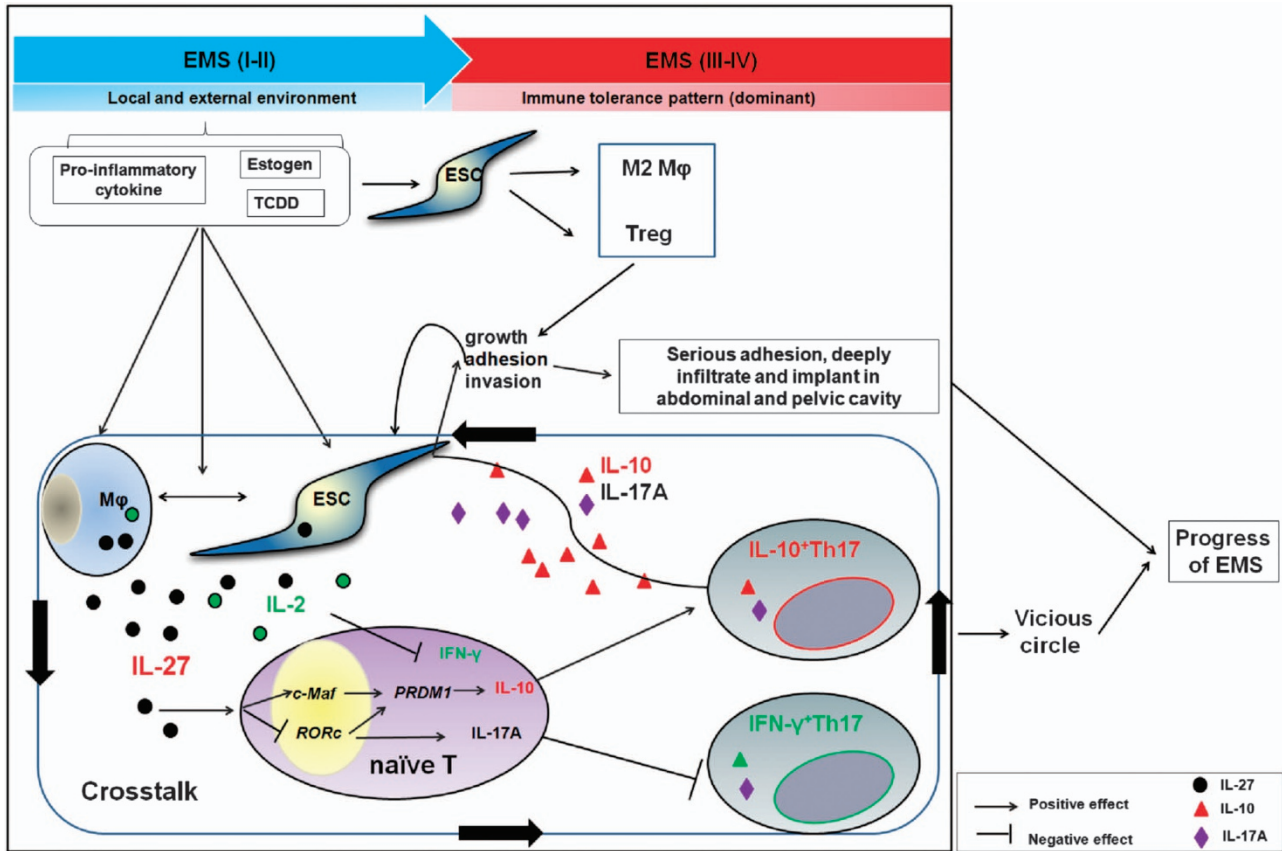 EMS (I-II)
EMS (III-IV)
Local and external environment
Immune tolerance pattern (dominant)
Pro-inflammatory
cytokine
Estogen
TCDD
ESC
M2 Mφ
Treg
growth
adhesion
invasion
Serious adhesion, deeply
infiltrate and implant in
abdominal and pelvic cavity
Mφ
ESC
IL-10
IL-17A
IL-10⁺Th17
IL-2
IL-27
IFN-γ
c-Maf
PRDM1
IL-10
RORc
IL-17A
naïve T
IFN-γ⁺Th17
Crosstalk
Vicious
circle
Progress
of EMS
Positive effect
Negative effect
IL-27
IL-10
IL-17A